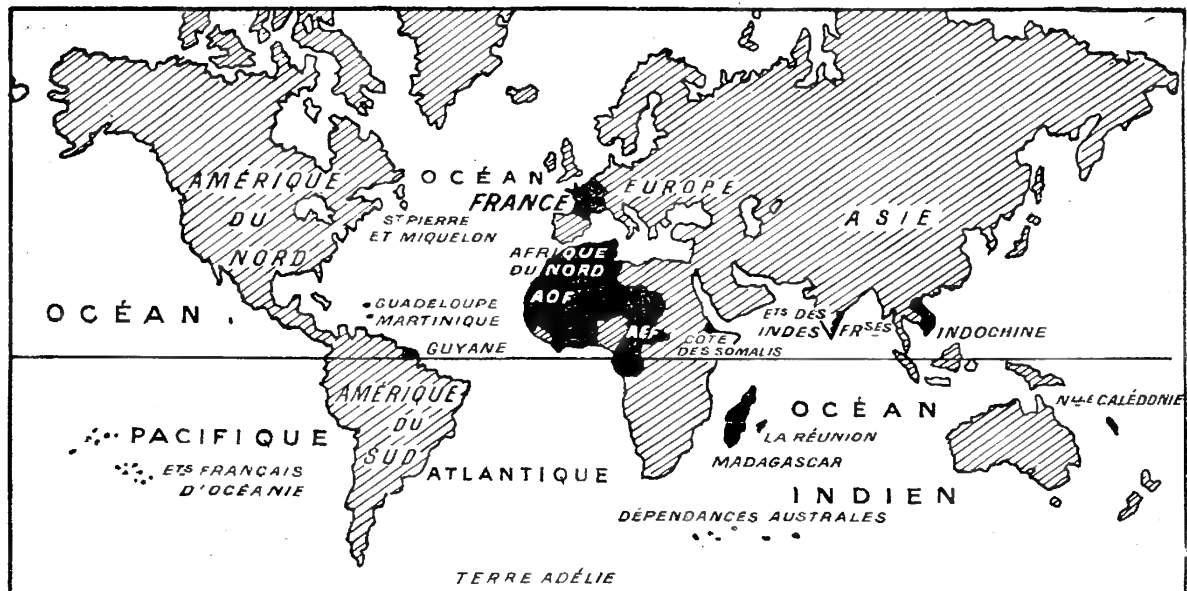 AMÉRIQUE
DU
NORD
OCÉAN
FRANCE
EUROPE
ASIE
ST PIERRE
ET MIQUELON
AFRIQUE
DU NORD
AOF
AEF
OCÉAN
GUADELOUPE
MARTINIQUE
GUYANE
CÔTE
DES SOMALIS
ETS DES
INDES FRSES
INDOCHINE
AMÉRIQUE
DU
SUD
PACIFIQUE
ETS FRANÇAIS
D'OCÉANIE
ATLANTIQUE
OCÉAN
LA RÉUNION
MADAGASCAR
INDIEN
NLLE CALÉDONIE
DÉPENDANCES AUSTRALES
TERRE ADÉLIE